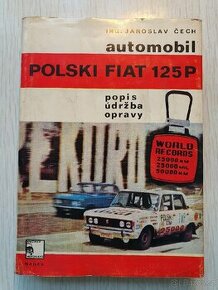 ING. JAROSLAV ČECH
automobil
POLSKI FIAT 125P
popis
údržba
opravy
WORLD
RECORDS
25000 KM
25000 MIL
50000 KM